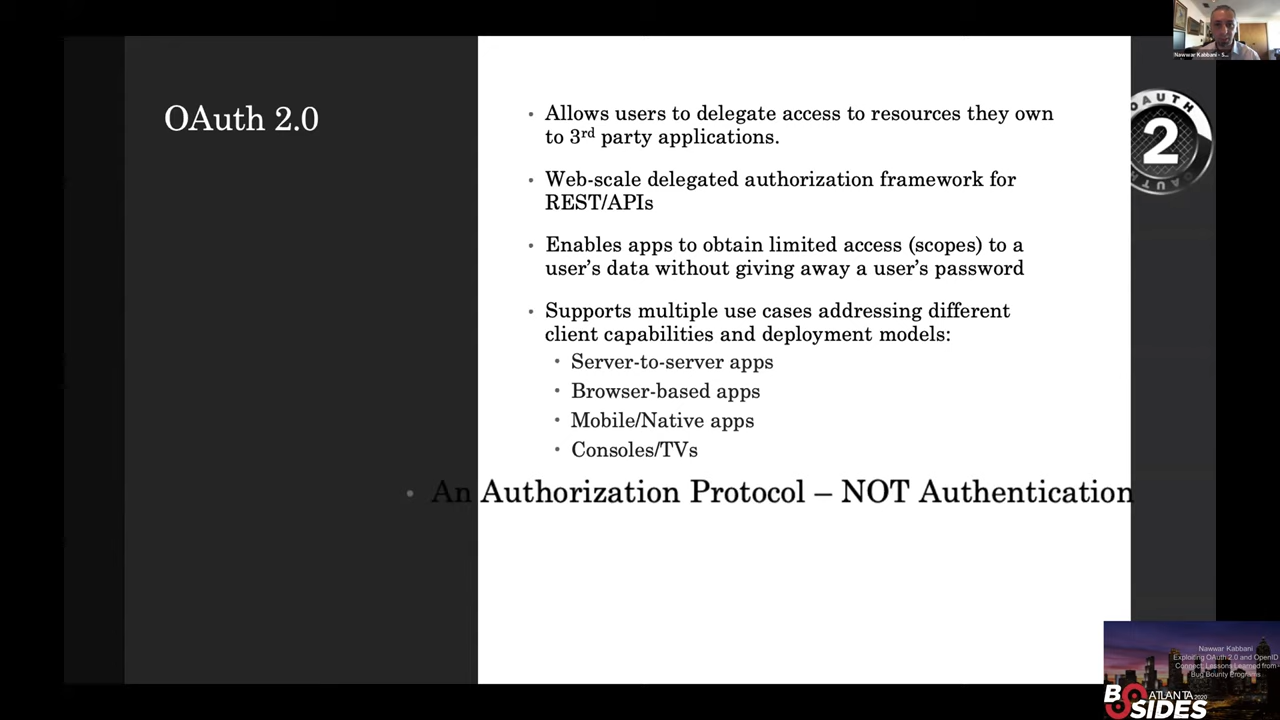 Nawwar Kabbani - S...
OAuth 2.0
OAUTH
2
OAUTH
• Allows users to delegate access to resources they own
to 3rd party applications.
• Web-scale delegated authorization framework for
REST/APIs
• Enables apps to obtain limited access (scopes) to a
user’s data without giving away a user’s password
• Supports multiple use cases addressing different
client capabilities and deployment models:
• Server-to-server apps
• Browser-based apps
• Mobile/Native apps
• Consoles/TVs
• An Authorization Protocol – NOT Authentication
Nawwar Kabbani
Exploiting OAuth 2.0 and OpenID
Connect: Lessons Learned from
Bug Bounty Programs
BSIDES ATLANTA 2020